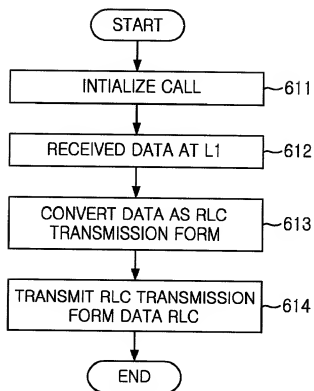 START
INTIALIZE CALL
611
RECEIVED DATA AT L1
612
CONVERT DATA AS RLC
TRANSMISSION FORM
613
TRANSMIT RLC TRANSMISSION
FORM DATA RLC
614
END